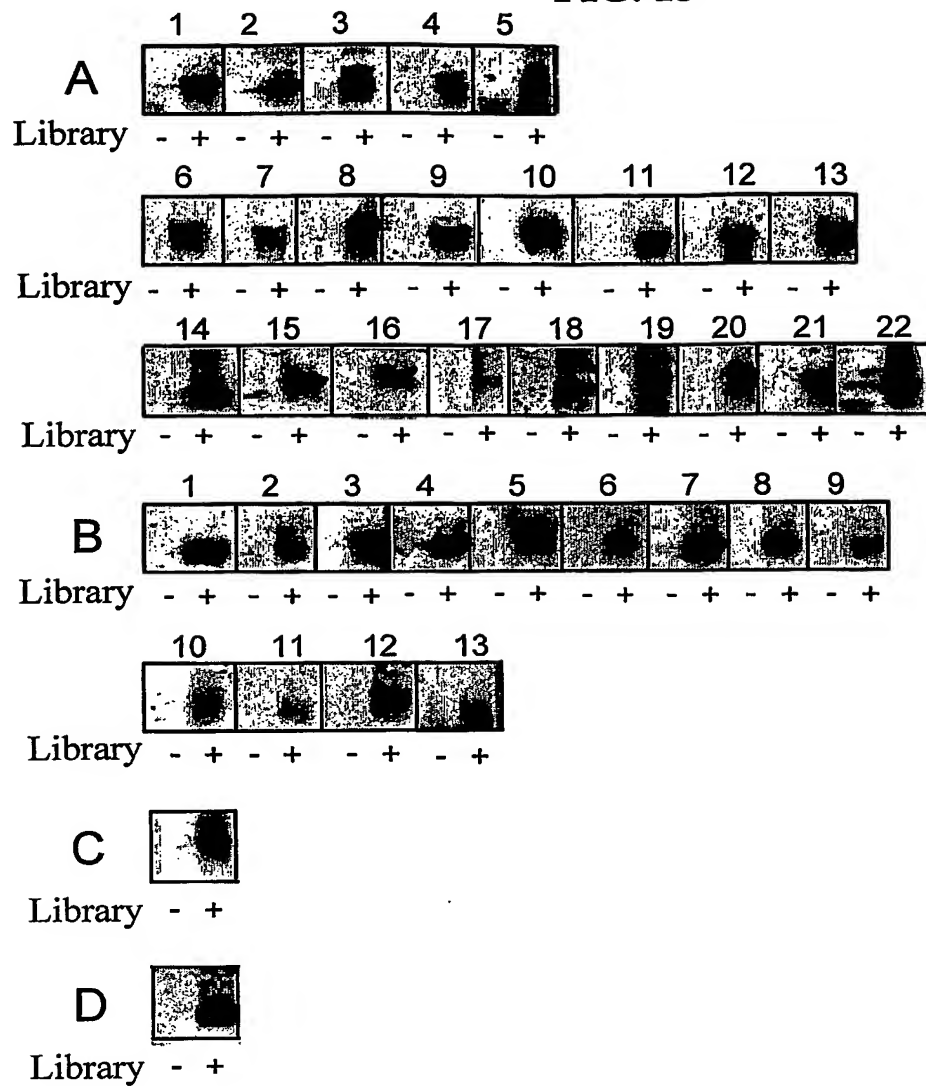 1 2 3 4 5
A
Library - + - + - + - + - +
6 7 8 9 10 11 12 13
Library - + - + - + - + - + - + - + - +
14 15 16 17 18 19 20 21 22
Library - + - + - + - + - + - + - + - + - +
1 2 3 4 5 6 7 8 9
B
Library - + - + - + - + - + - + - + - + - +
10 11 12 13
Library - + - + - + - +
C
Library - +
D
Library - +